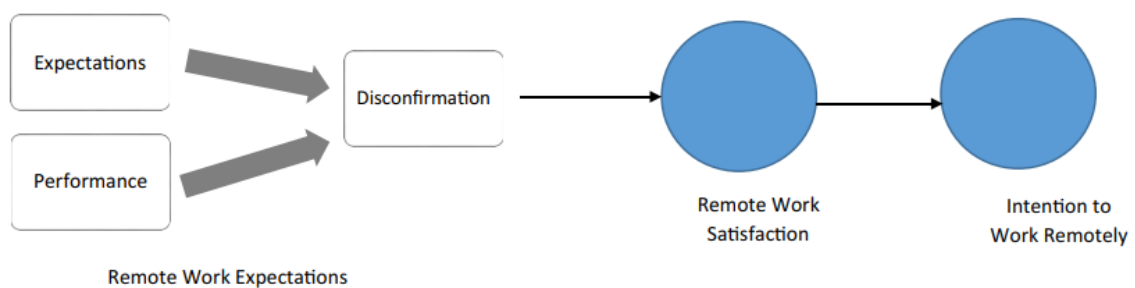 Expectations
Performance
Disconfirmation
Remote Work
Satisfaction
Intention to
Work Remotely
Remote Work Expectations